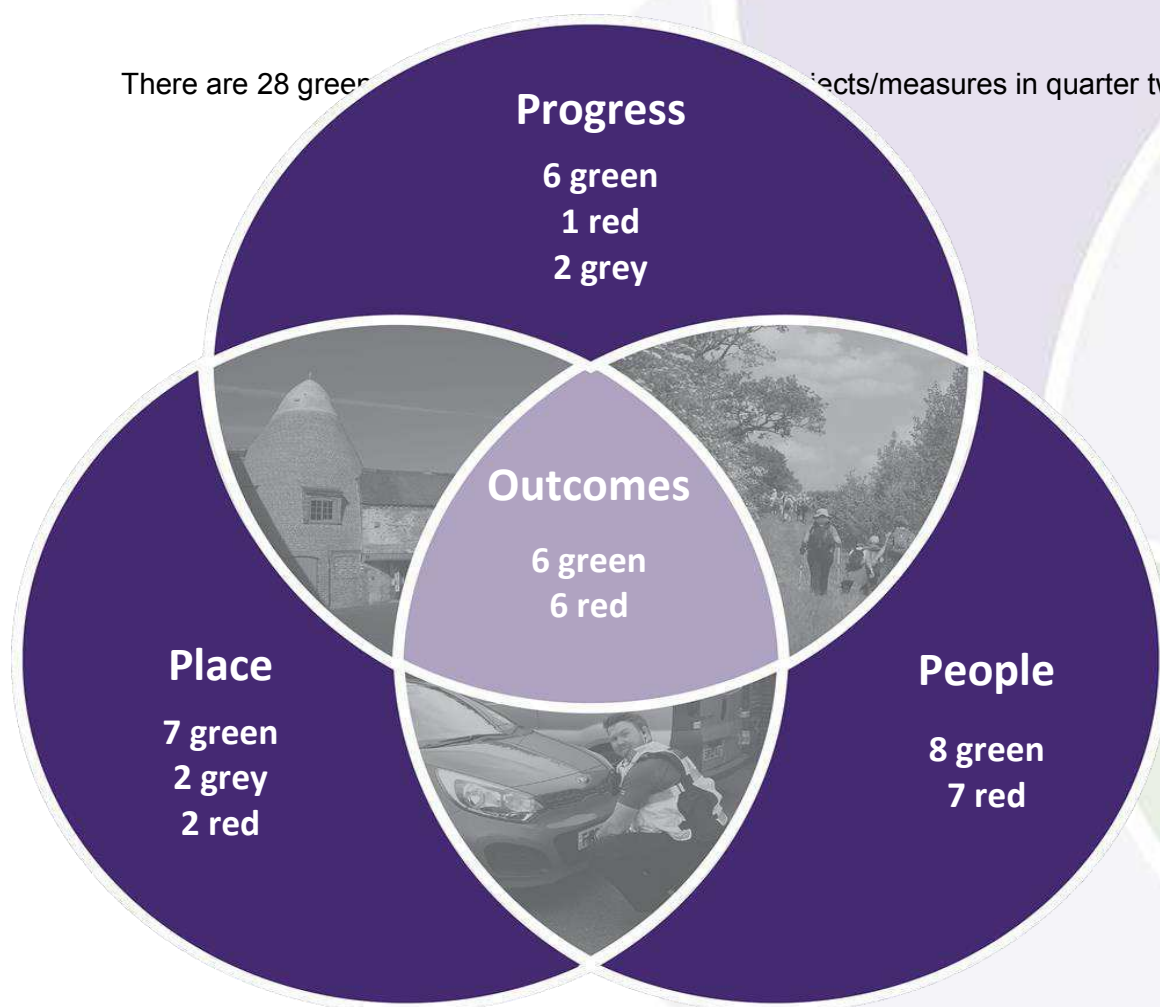 There are 28 green jects/measures in quarter
Progress
6 green
1 red
2 grey
Outcomes
6 green
6 red
Place
7 green
2 grey
2 red
People
8 green
7 red